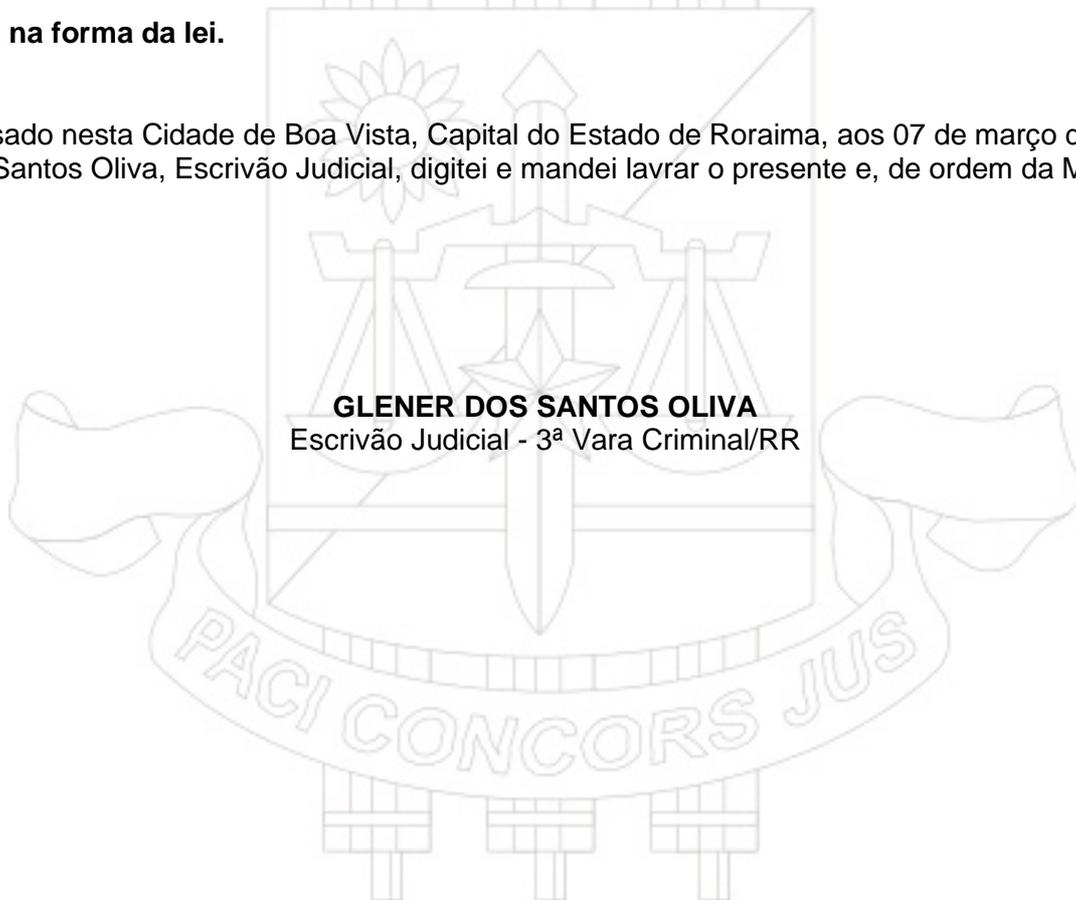 na forma da lei.
sado nesta Cidade de Boa Vista, Capital do Estado de Roraima, aos 07 de março
Santos Oliva, Escrivão Judicial, digitei e mandei lavrar o presente e, de ordem da M
GLENER DOS SANTOS OLIVA
Escrivão Judicial - 3ª Vara Criminal/RR
PACI CONCORS JUS